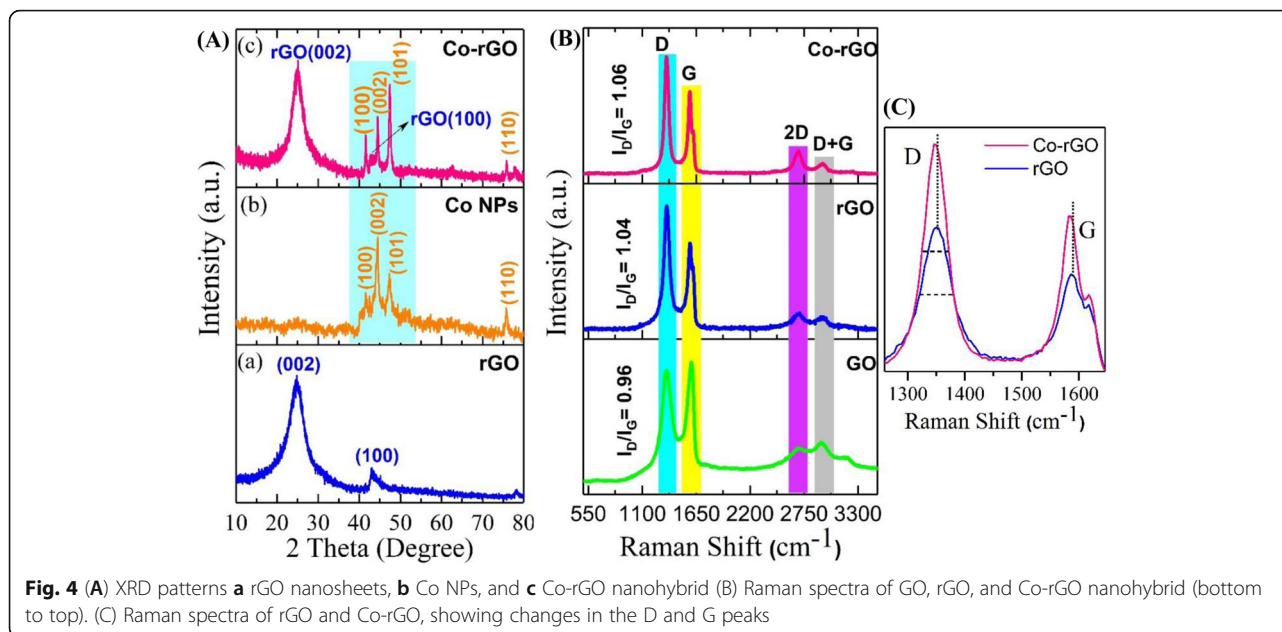 (A)
(c)
rGO(002)
Co-rGO
(100)
(002)
(101)
rGO(100)
(110)
(b)
Co NPs
(100)
(002)
(101)
(110)
(a)
rGO
(002)
(100)
Intensity (a.u.)
10 20 30 40 50 60 70 80
2 Theta (Degree)
(B)
D
Co-rGO
G
2D
D+G
I_D/I_G= 1.06
rGO
I_D/I_G= 1.04
GO
I_D/I_G= 0.96
Intensity (a.u.)
550 1100 1650 2200 2750 3300
Raman Shift (cm⁻¹)
(C)
Co-rGO
rGO
D
G
1300 1400 1500 1600
Raman Shift (cm⁻¹)
Fig. 4 (A) XRD patterns a rGO nanosheets, b Co NPs, and c Co-rGO nanohybrid (B) Raman spectra of GO, rGO, and Co-rGO nanohybrid (bottom
to top). (C) Raman spectra of rGO and Co-rGO, showing changes in the D and G peaks